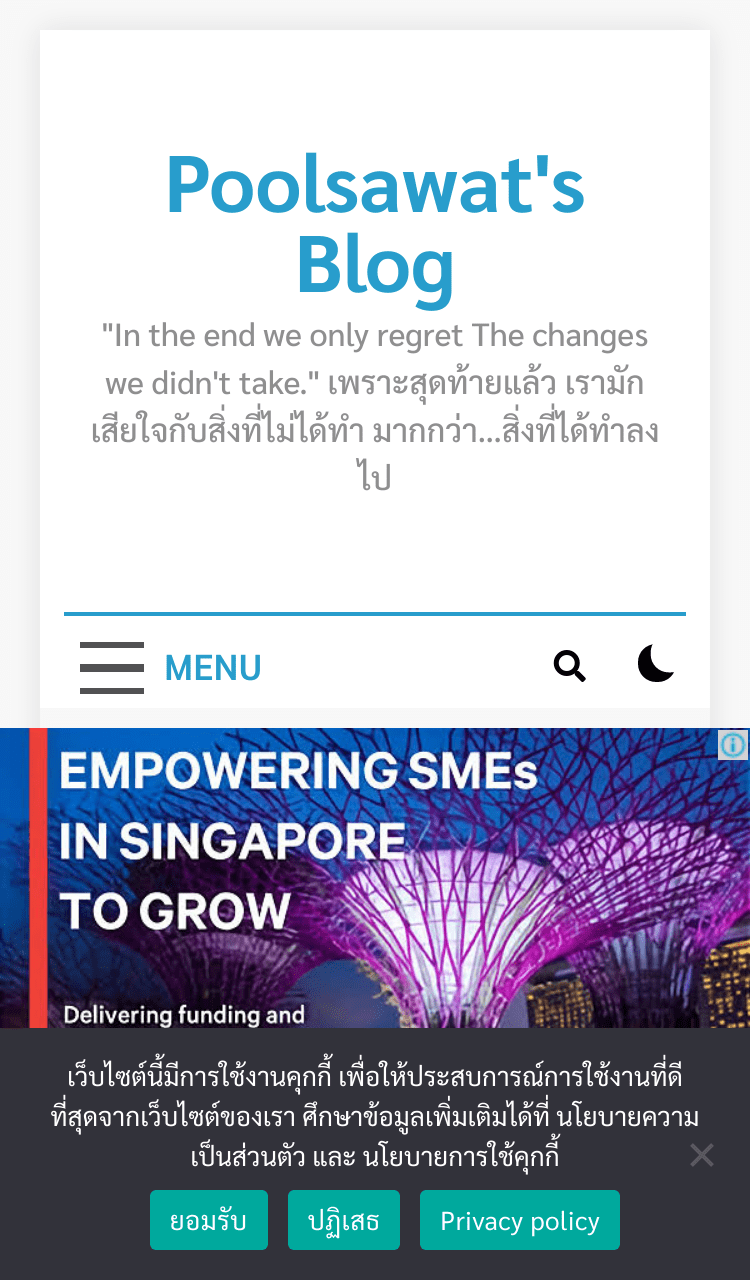 Poolsawat's
Blog
"In the end we only regret The changes
we didn't take." เพราะสุดท้ายแล้ว เรามัก
เสียใจกับสิ่งที่ไม่ได้ทำ มากกว่า...สิ่งที่ได้ทำลง
ไป
MENU
EMPOWERING SMEs
IN SINGAPORE
TO GROW
Delivering funding and
เว็บไซต์นี้มีการใช้งานคุกกี้ เพื่อให้ประสบการณ์การใช้งานที่ดี
ที่สุดจากเว็บไซต์ของเรา ศึกษาข้อมูลเพิ่มเติมได้ที่ นโยบายความ
เป็นส่วนตัว และ นโยบายการใช้คุกกี้
ยอมรับ ปฏิเสธ Privacy policy